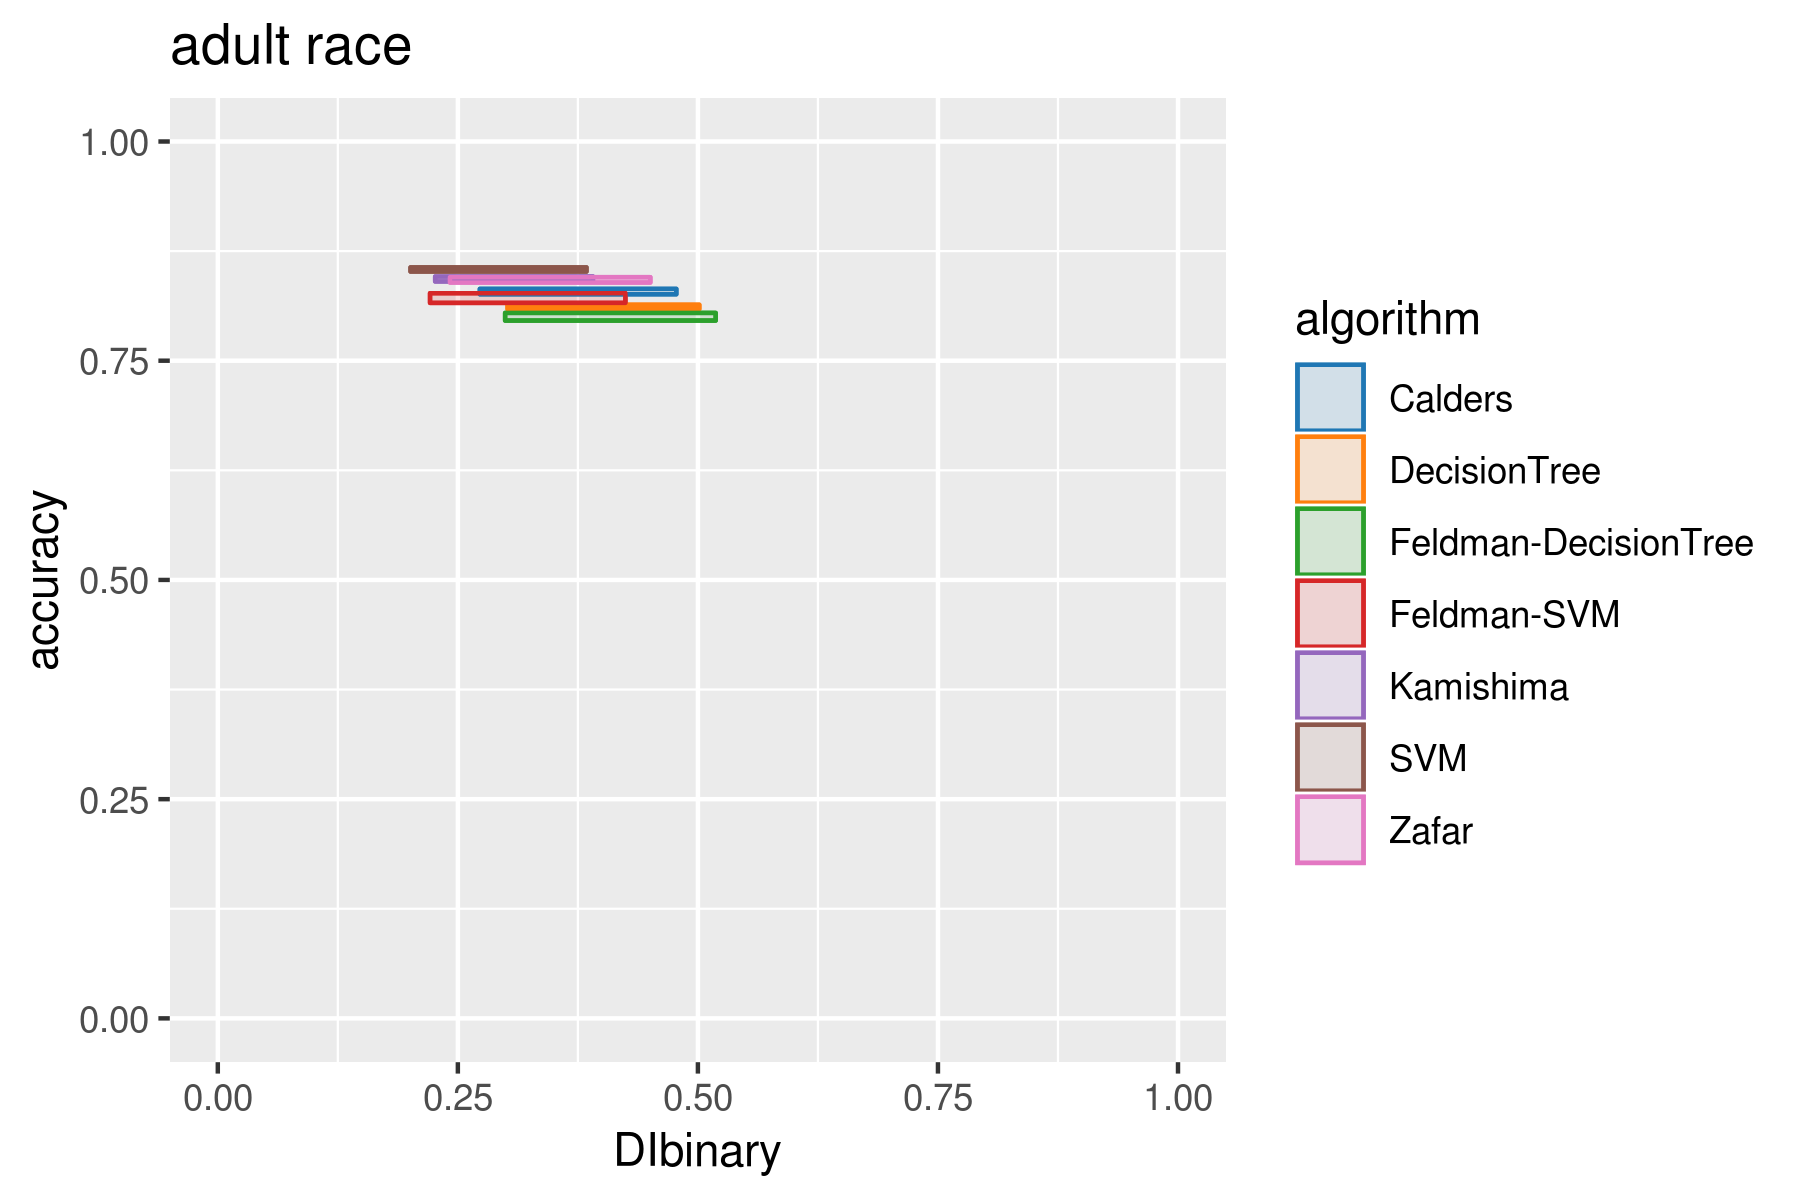 adult race
1.00
0.75
0.50
0.25
0.00
accuracy
0.00 0.25 0.50 0.75 1.00
DIbinary
algorithm
Calders
DecisionTree
Feldman-DecisionTree
Feldman-SVM
Kamishima
SVM
Zafar